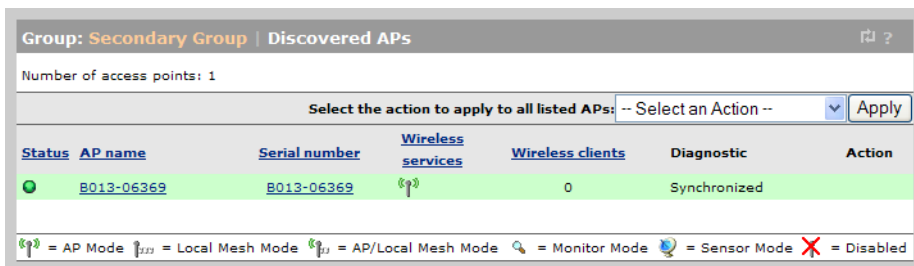 Group: Secondary Group | Discovered APs ?
Number of access points: 1
Select the action to apply to all listed APs: -- Select an Action -- Apply
Status AP name Serial number Wireless services Wireless clients Diagnostic Action
B013-06369 B013-06369 0 Synchronized
= AP Mode = Local Mesh Mode = AP/Local Mesh Mode = Monitor Mode = Sensor Mode = Disabled